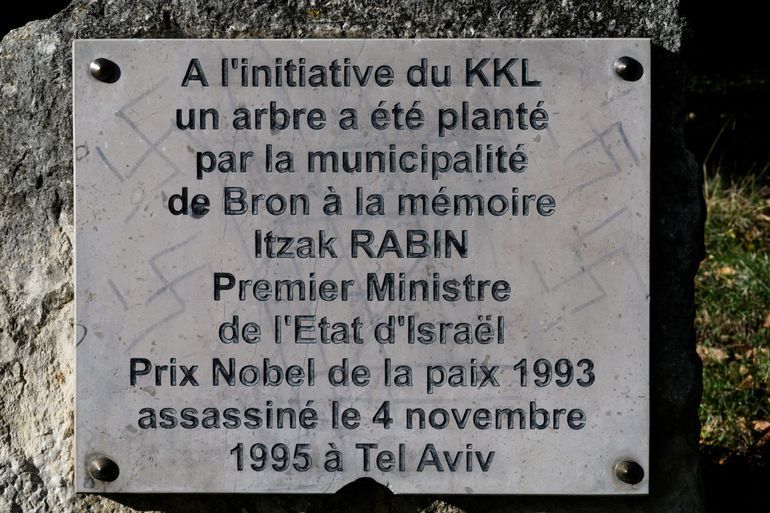 A l'initiative du KKL
un arbre a été planté
par la municipalité
de Bron à la mémoire
Itzak RABIN
Premier Ministre
de l'Etat d'Israël
Prix Nobel de la paix 1993
assassiné le 4 novembre
1995 à Tel Aviv